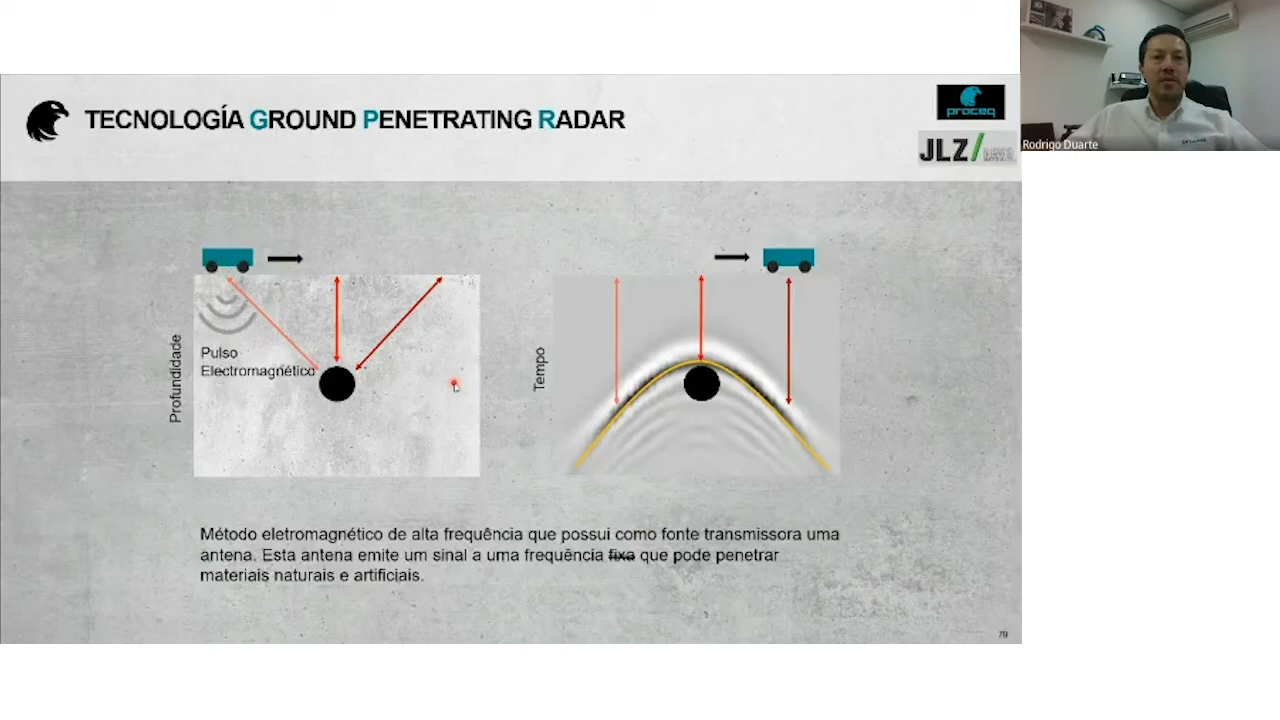 TECNOLOGÍA GROUND PENETRATING RADAR
proceq
JLZ
Rodrigo Duarte
Profundidade
Pulso
Electromagnético
Tempo
Método eletromagnético de alta frequência que possui como fonte transmissora uma
antena. Esta antena emite um sinal a uma frequência fixa que pode penetrar
materiais naturais e artificiais.
79